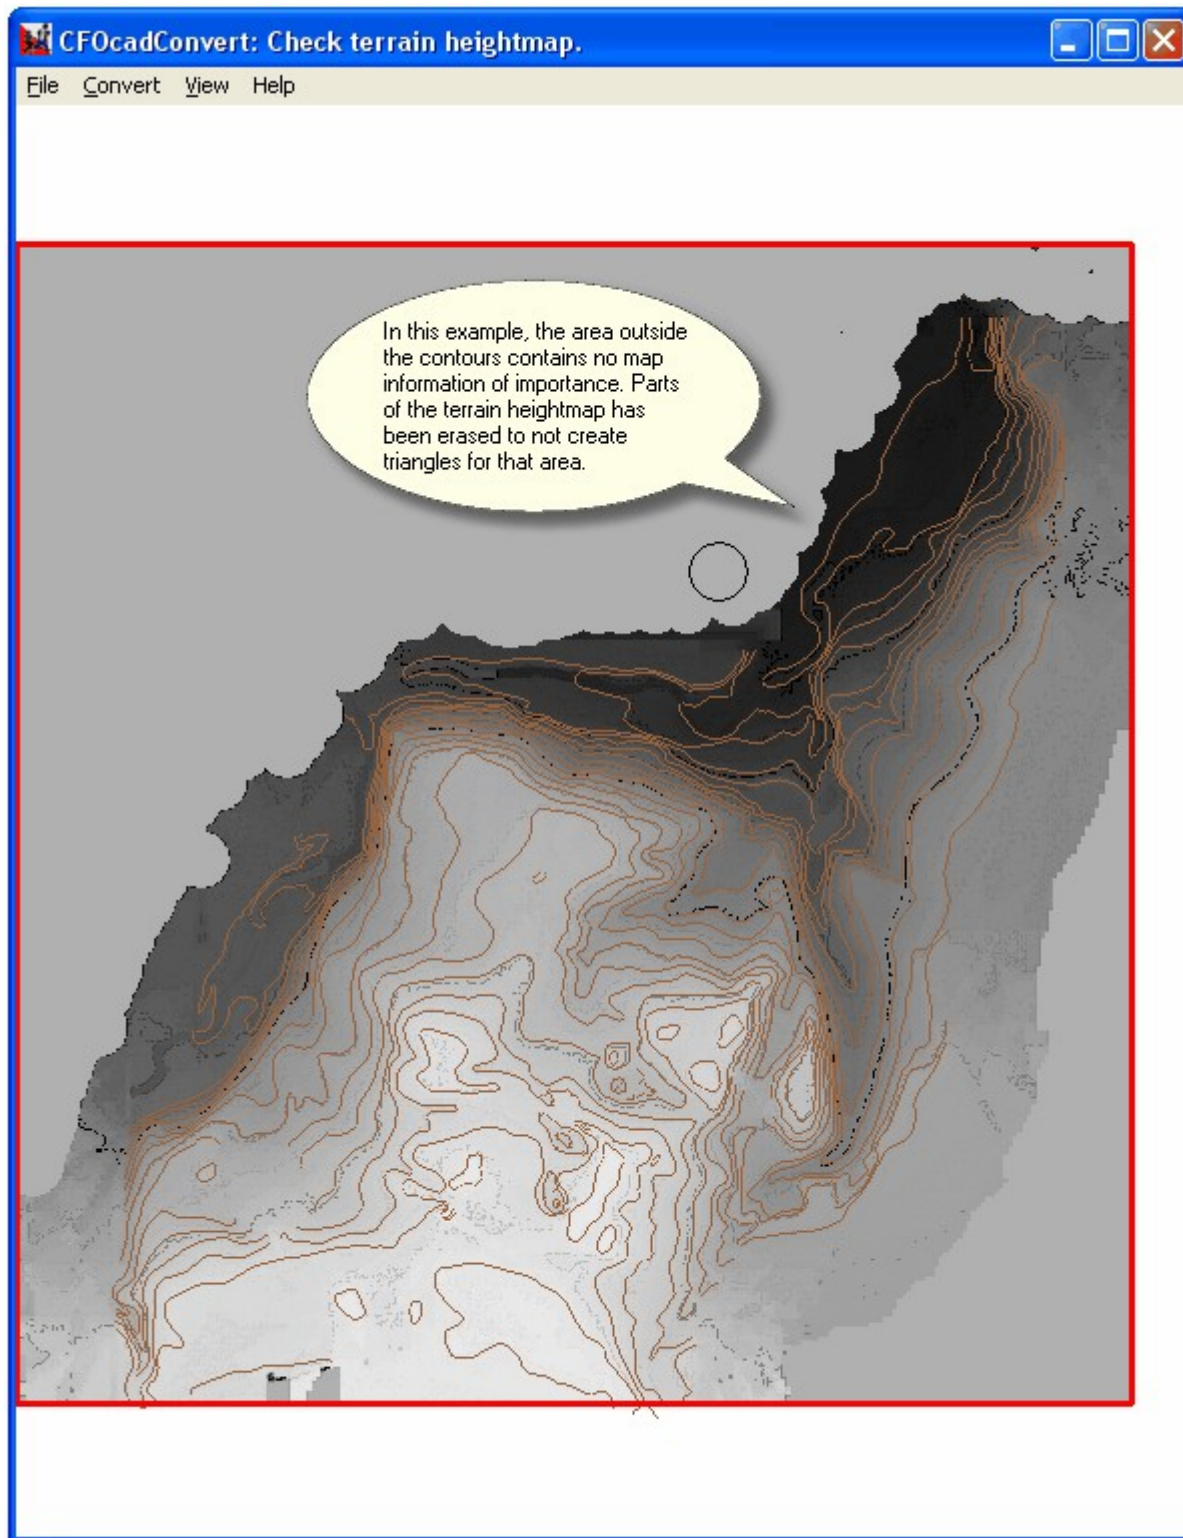 CFOcadConvert: Check terrain heightmap.
File Convert View Help
In this example, the area outside
the contours contains no map
information of importance. Parts
of the terrain heightmap has
been erased to not create
triangles for that area.